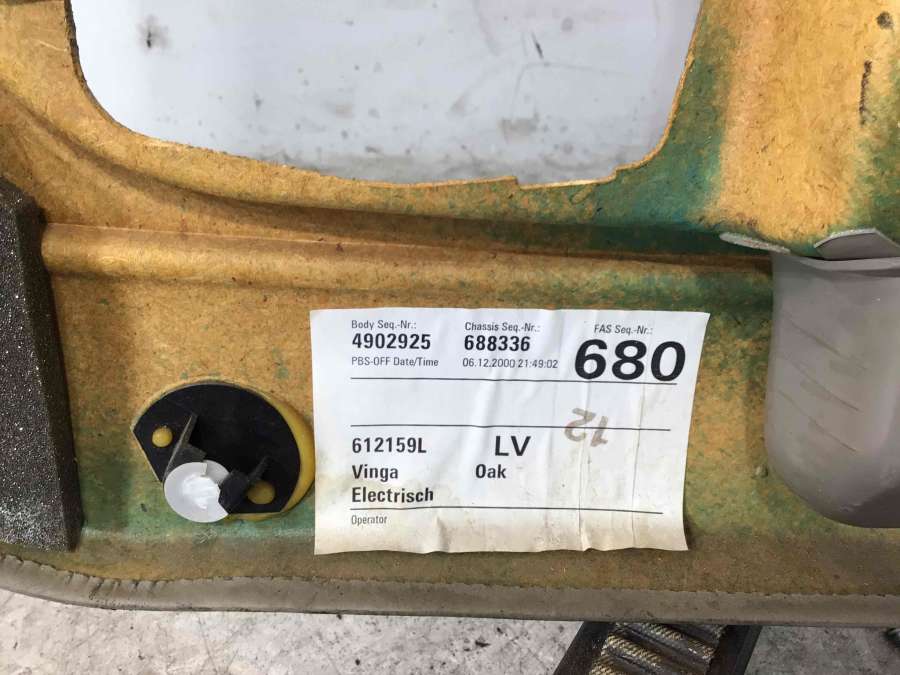 Body Seq.-Nr.: Chassis Seq.-Nr.: FAS Seq.-Nr.:
4902925 688336 680
PBS-OFF Date/Time 06.12.2000 21:49:02
12
612159L LV
Vinga Oak
Electrisch
Operator